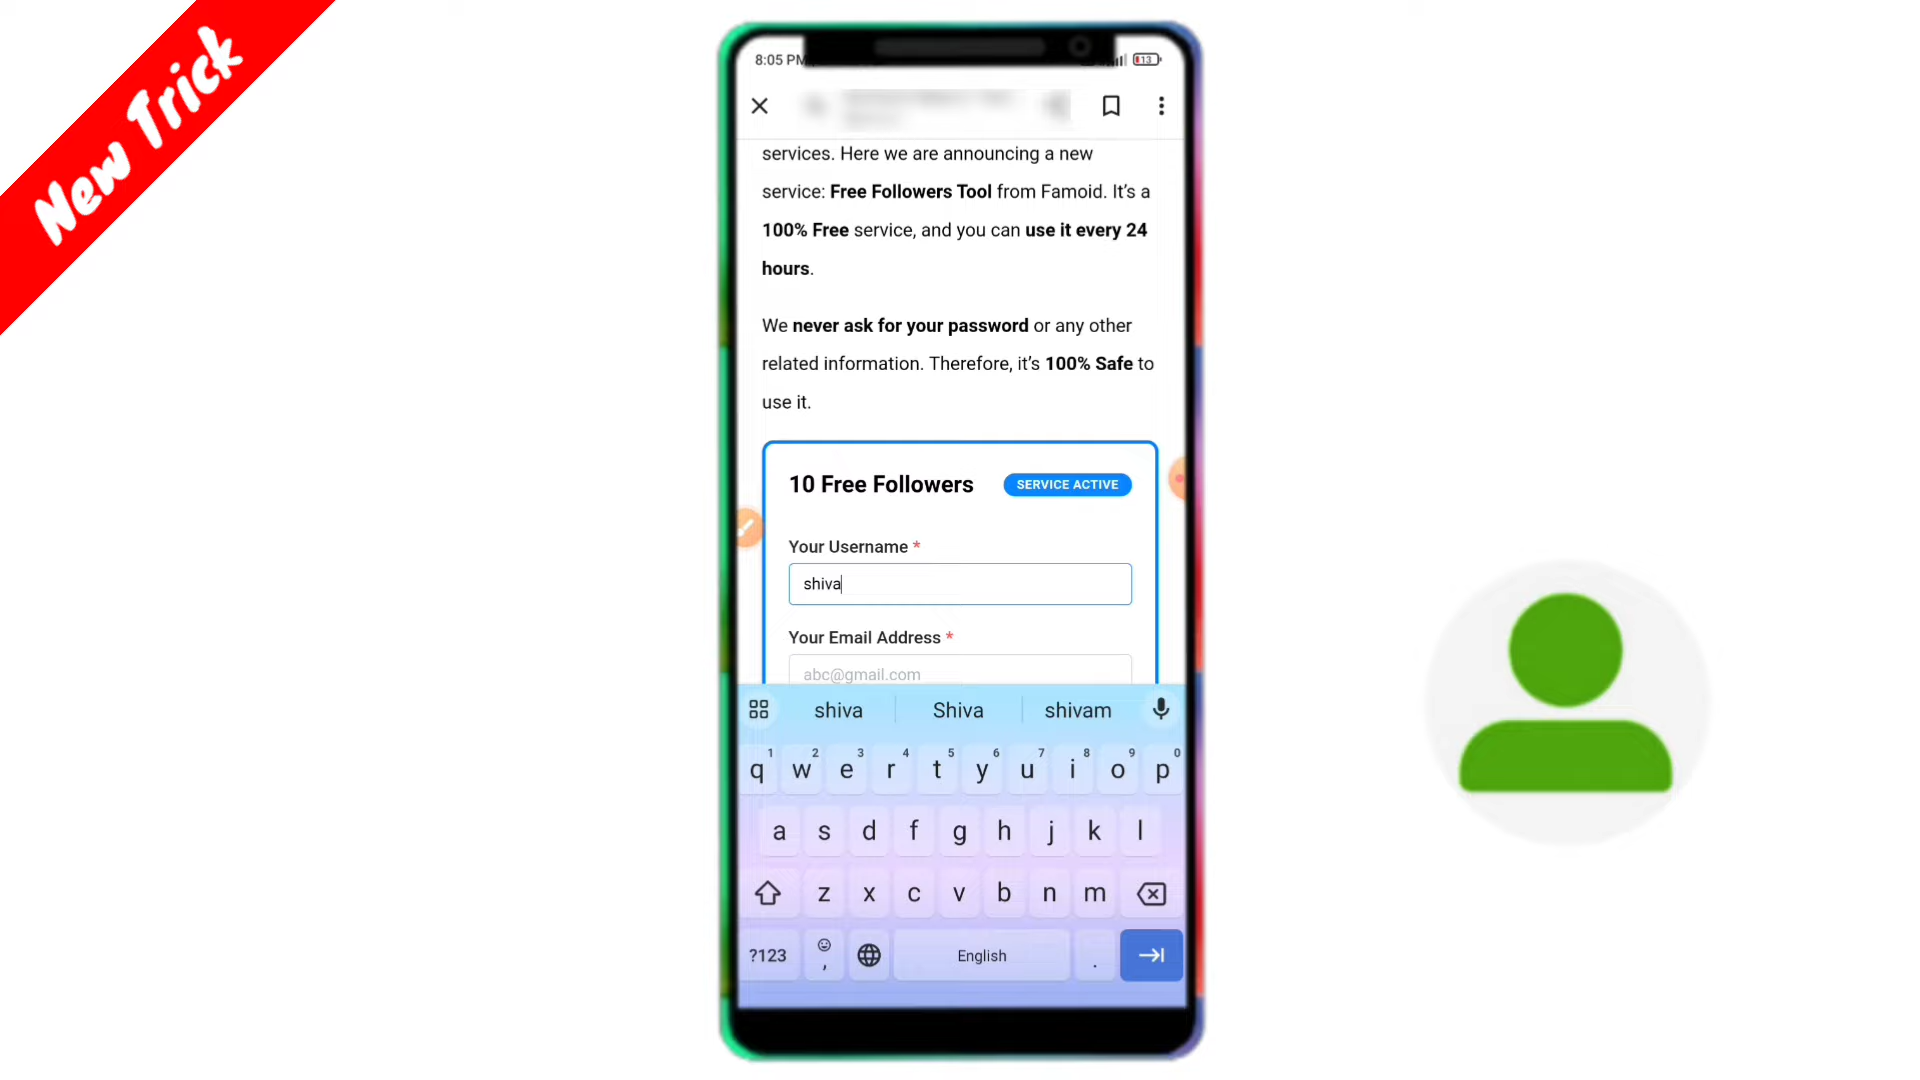 New Trick
8:05 PM
13
services. Here we are announcing a new
service: Free Followers Tool from Famoid. It’s a
100% Free service, and you can use it every 24
hours.
We never ask for your password or any other
related information. Therefore, it’s 100% Safe to
use it.
10 Free Followers SERVICE ACTIVE
Your Username *
shiva
Your Email Address *
abc@gmail.com
shiva Shiva shivam
1 2 3 4 5 6 7 8 9 0
q w e r t y u i o p
a s d f g h j k l
z x c v b n m
?123 , English .